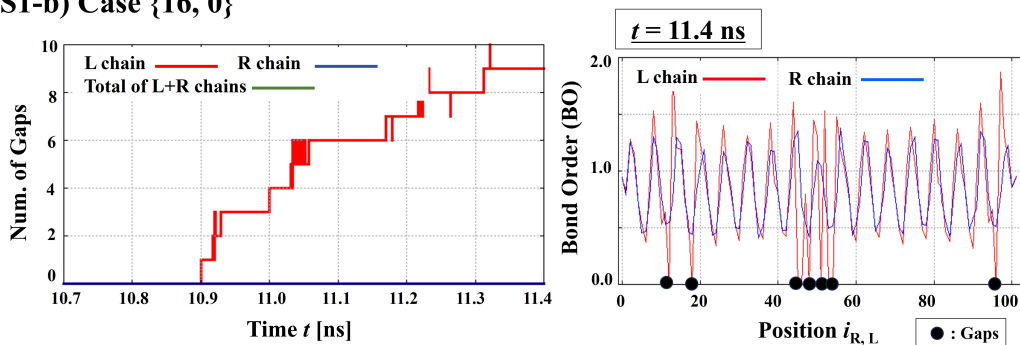 S1-b) Case {16, 0}
t = 11.4 ns
Num. of Gaps
10
8
6
4
2
0
L chain
R chain
Total of L+R chains
10.7
10.8
10.9
11.0
11.1
11.2
11.3
11.4
Time t [ns]
Bond Order (BO)
2.0
1.0
0.0
L chain
R chain
0
20
40
60
80
100
Position iR, L
: Gaps